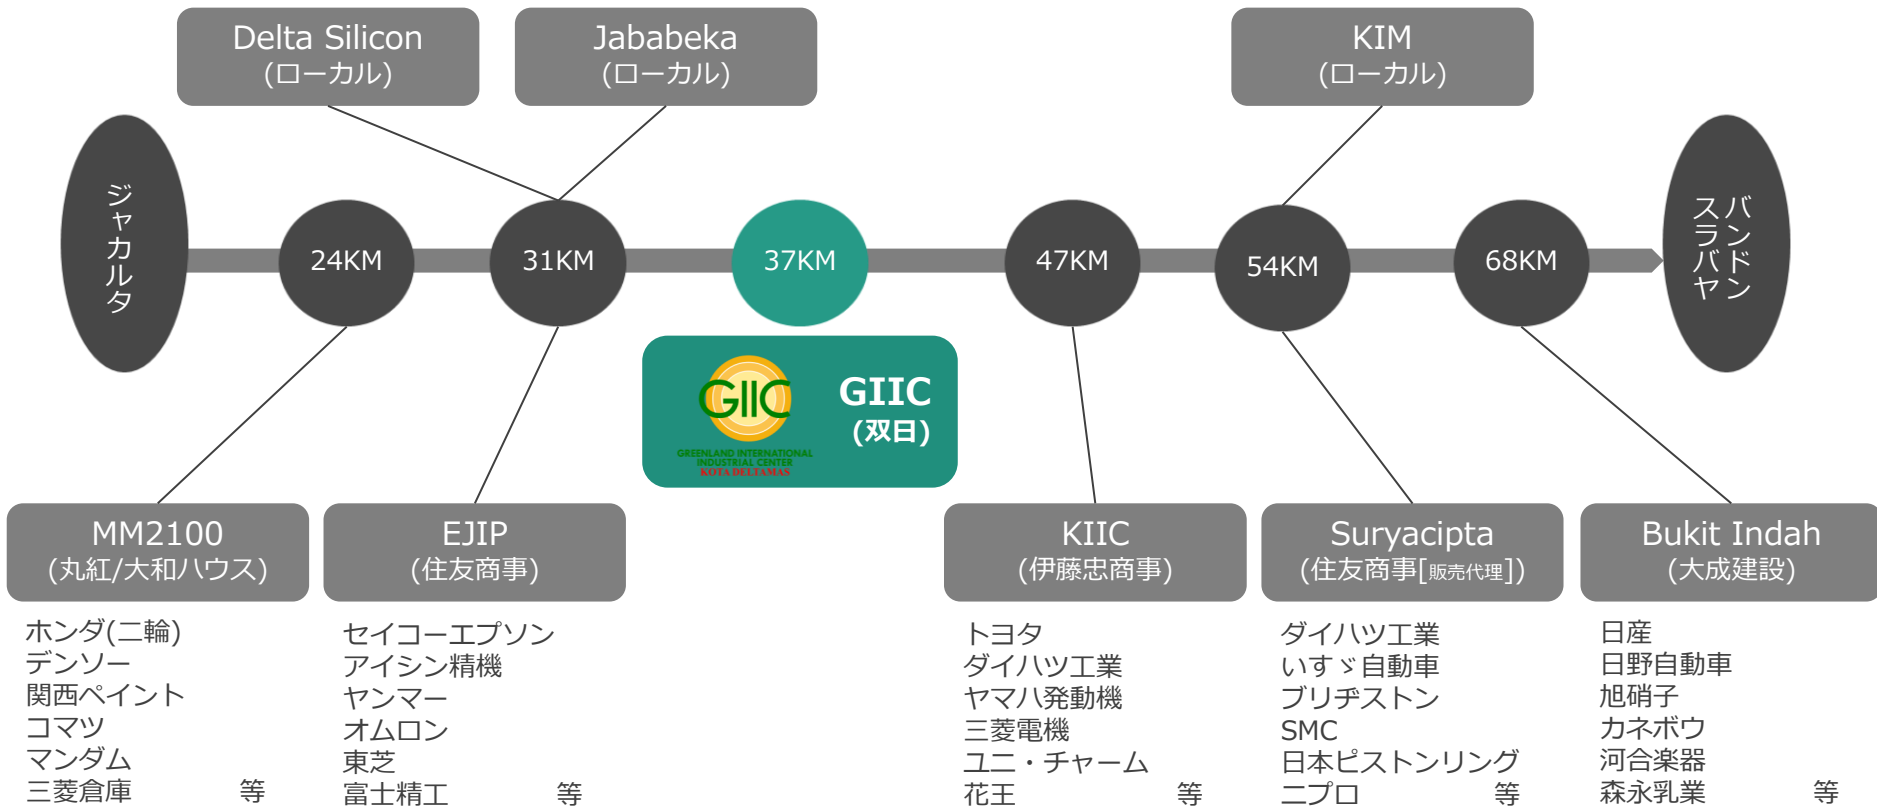 Delta Silicon
(ローカル)
Jababeka
(ローカル)
KIM
(ローカル)
ジャカルタ
24KM
31KM
37KM
47KM
54KM
68KM
バンドン
スラバヤ
GIIC
GREENLAND INTERNATIONAL
INDUSTRIAL CENTER
KOTA DELTAMAS
GIIC
(双日)
MM2100
(丸紅/大和ハウス)
ホンダ(二輪)
デンソー
関西ペイント
コマツ
マンダム
三菱倉庫 等
EJIP
(住友商事)
セイコーエプソン
アイシン精機
ヤンマー
オムロン
東芝
富士精工 等
KIIC
(伊藤忠商事)
トヨタ
ダイハツ工業
ヤマハ発動機
三菱電機
ユニ・チャーム
花王 等
Suryacipta
(住友商事[販売代理])
ダイハツ工業
いすゞ自動車
ブリヂストン
SMC
日本ピストンリング
ニプロ 等
Bukit Indah
(大成建設)
日産
日野自動車
旭硝子
カネボウ
河合楽器
森永乳業 等